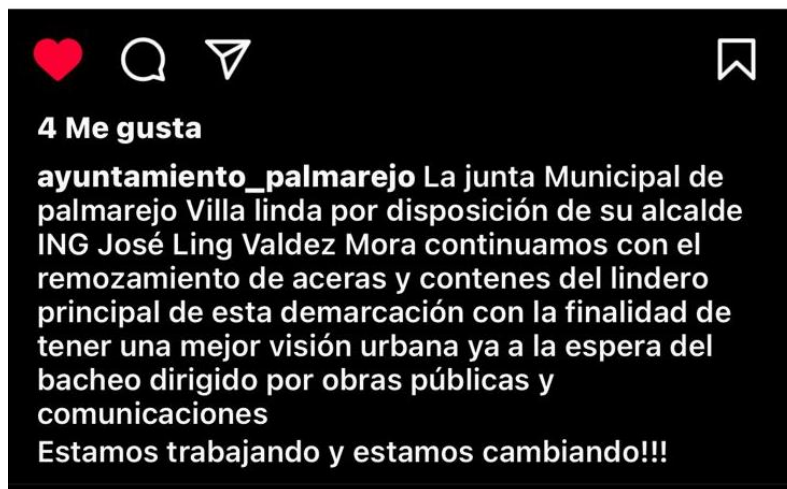 4 Me gusta
ayuntamiento_palmarejo La junta Municipal de
palmarejo Villa linda por disposición de su alcalde
ING José Ling Valdez Mora continuamos con el
remozamiento de aceras y contenes del lindero
principal de esta demarcación con la finalidad de
tener una mejor visión urbana ya a la espera del
bacheo dirigido por obras públicas y
comunicaciones
Estamos trabajando y estamos cambiando!!!